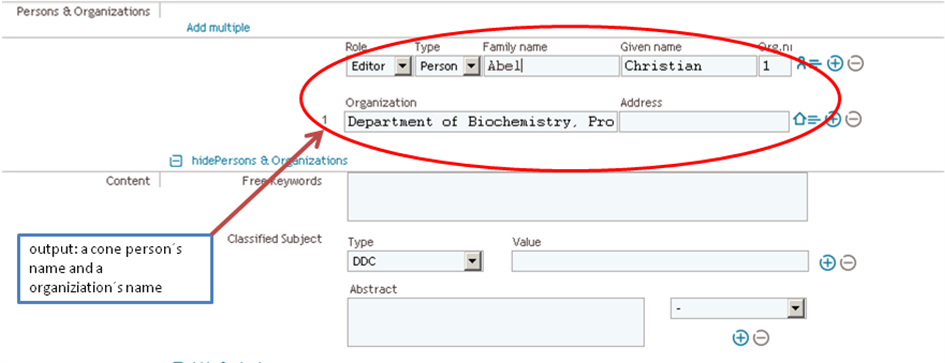 Persons & Organizations
Add multiple
Role Type Family name Given name Org.nr
Editor Person Abel Christian 1
Organization Address
1 Department of Biochemistry, Pro
hidePersons & Organizations
Content Free Keywords
Classified Subject Type Value
DDC
Abstract
-
output: a cone person´s
name and a
organiziation´s name